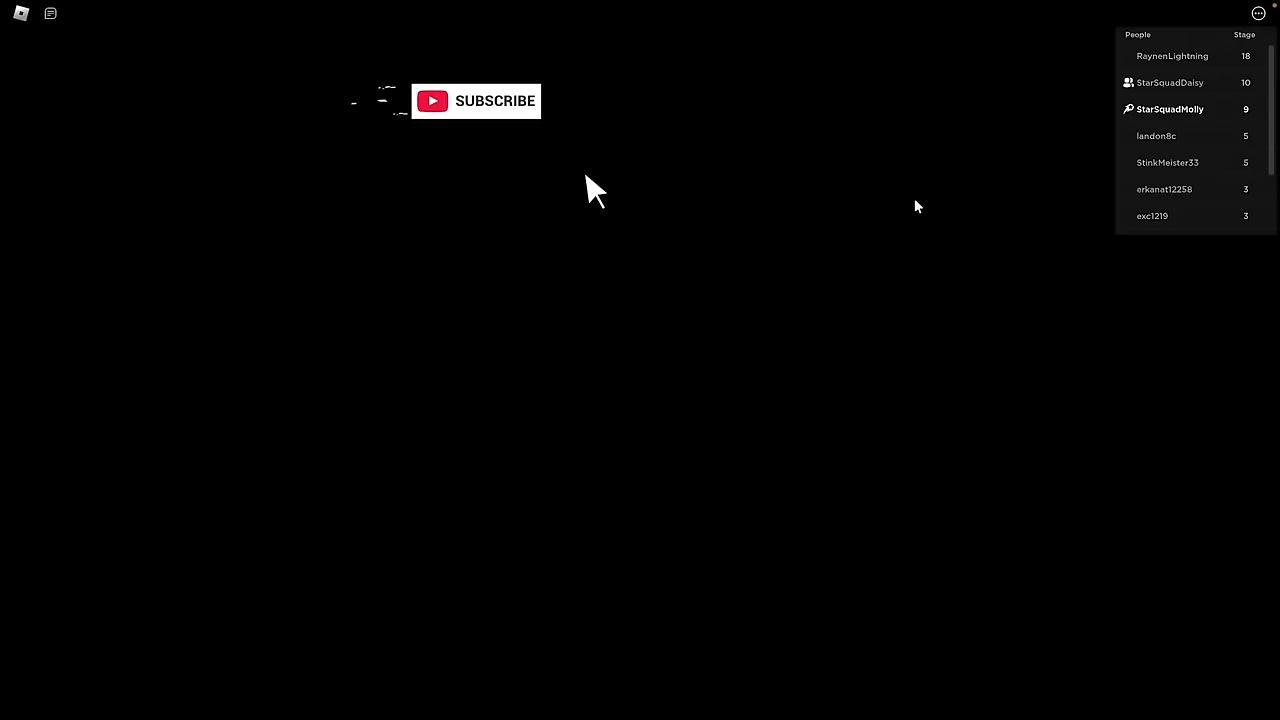 People Stage
RaynenLightning 18
StarSquadDaisy 10
SUBSCRIBE
StarSquadMolly 9
landon8c 5
StinkMeister33 5
erkanat12258 3
exc1219 3